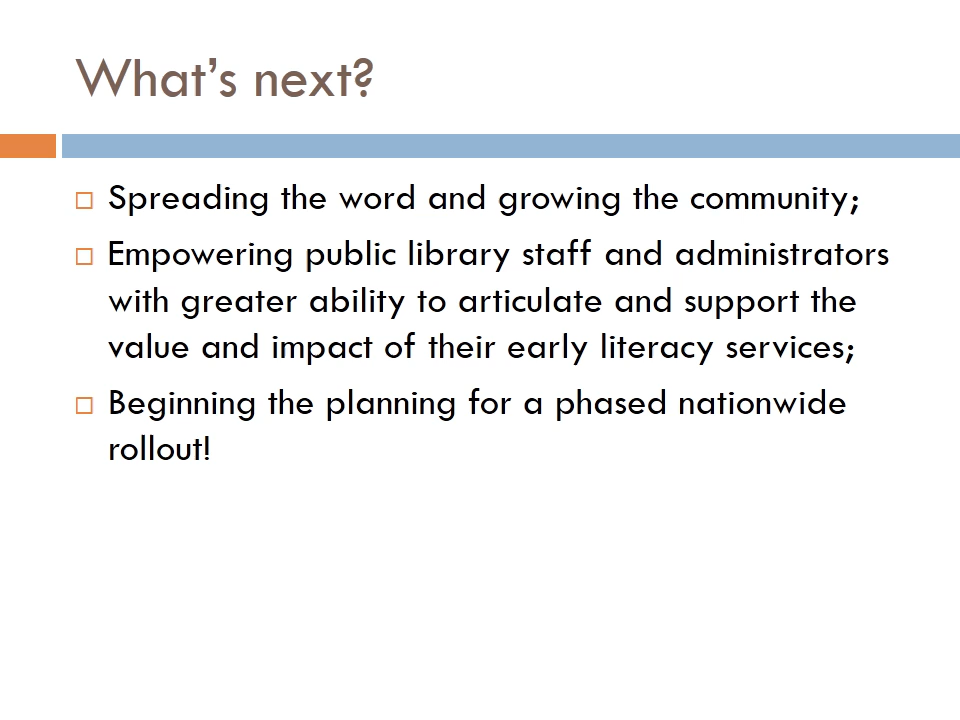 What’s next?
Spreading the word and growing the community;
Empowering public library staff and administrators
with greater ability to articulate and support the
value and impact of their early literacy services;
Beginning the planning for a phased nationwide
rollout!